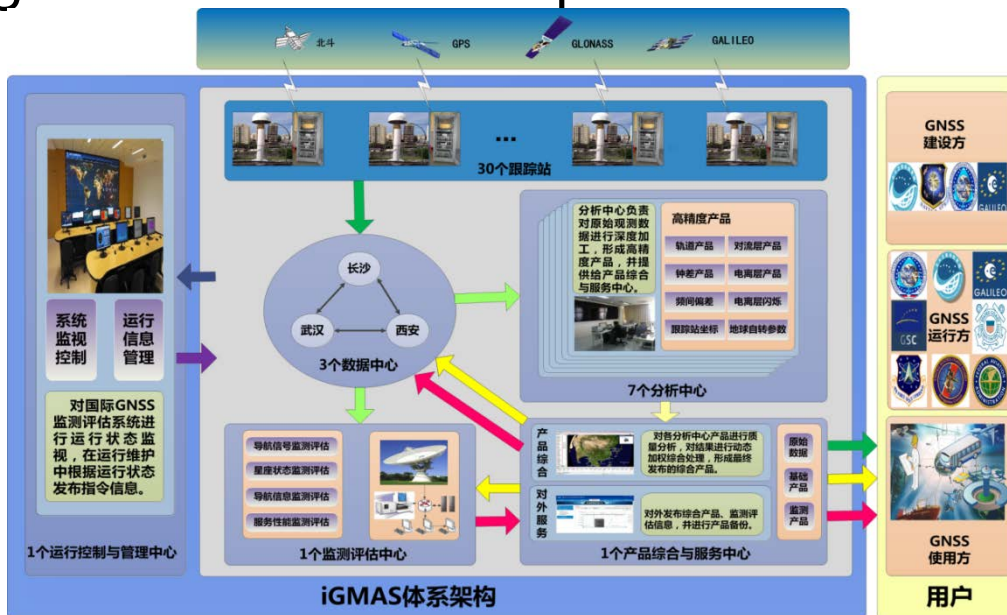 北斗
GPS
GLONASS
GALILEO
...
30个跟踪站
长沙
武汉
西安
3个数据中心
分析中心负责
对原始观测数
据进行深度加
工，形成高精
度产品，并提
供给产品综合
与服务中心。
高精度产品
轨道产品
对流层产品
钟差产品
电离层产品
频间偏差
电离层闪烁
跟踪站坐标
地球自转参数
7个分析中心
系统
监视
控制
运行
信息
管理
对国际GNSS
监测评估系统进
行运行状态监
视，在运行维护
中根据运行状态
发布指令信息。
1个运行控制与管理中心
导航信号监测评估
星座状态监测评估
导航信息监测评估
服务性能监测评估
1个监测评估中心
产品综合
对各分析中心产品进行质
量分析，对结果进行动态
加权综合处理，形成最终
发布的综合产品。
对外服务
对外发布综合产品、监测评
估信息，并进行产品备份。
原始
数据
基础
产品
监测
产品
1个产品综合与服务中心
iGMAS体系架构
GNSS
建设方
GALILEO
GALILEO
GSC
GNSS
运行方
GNSS
使用方
用户